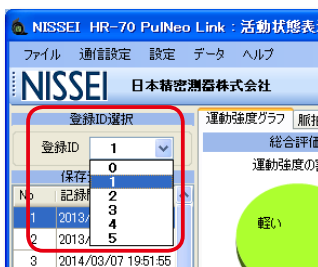 NISSEI HR-70 PulNeo Link : 活動状態表
ファイル 通信設定 設定 データ ヘルプ
NISSEI 日本精密測器株式会社
登録ID選択
登録ID 1
0
1
2
3
4
5
保存
No 記録
1 2013/
2 2013/
3 2014/03/07 19:51:55
運動強度グラフ 脈拍
総合評価
運動強度の
軽い